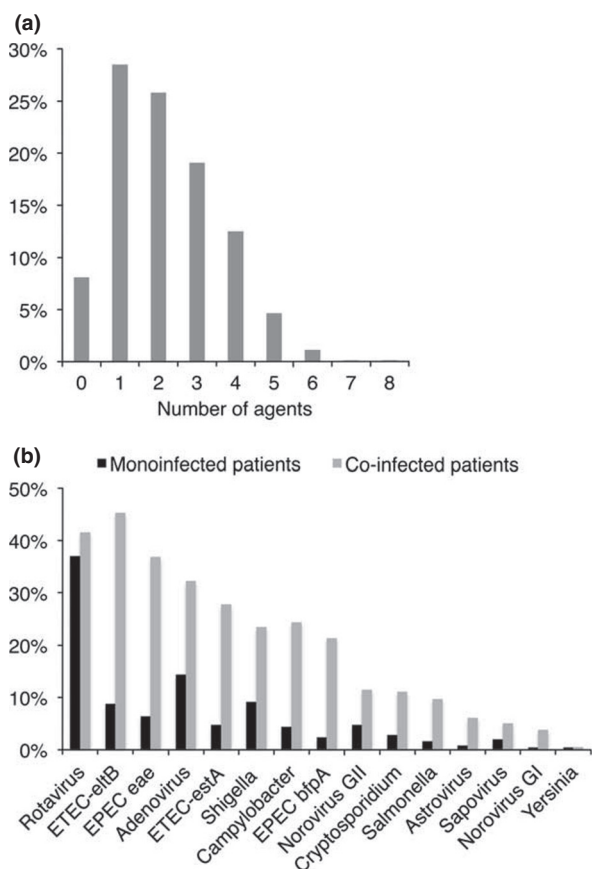 (a)
30%
25%
20%
15%
10%
5%
0%
0 1 2 3 4 5 6 7 8
Number of agents
(b)
Monoinfected patients Co-infected patients
50%
40%
30%
20%
10%
0%
Rotavirus
ETEC-eltB
EPEC eae
Adenovirus
ETEC-estA
Shigella
Campylobacter
EPEC bfpA
Norovirus GII
Cryptosporidium
Salmonella
Astrovirus
Sapovirus
Norovirus GI
Yersinia